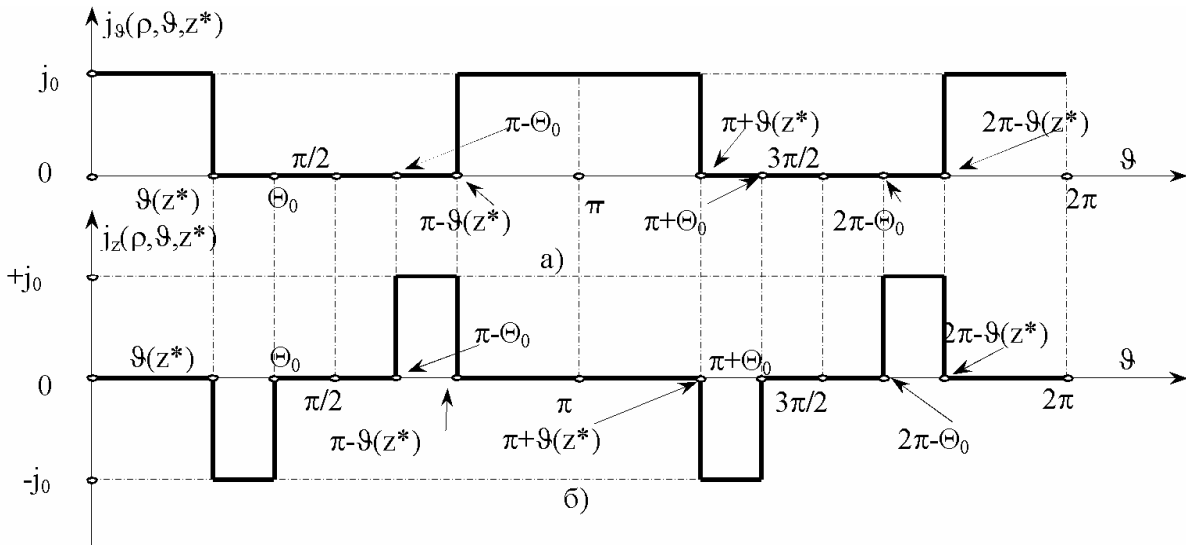 jϑ(ρ,ϑ,z*)
j₀
π-Θ₀
π+ϑ(z*)
2π-ϑ(z*)
π/2
3π/2
0
ϑ
ϑ(z*)
Θ₀
π-ϑ(z*)
π
π+Θ₀
2π-Θ₀
2π
j_z(ρ,ϑ,z*)
а)
+j₀
π-Θ₀
2π-ϑ(z*)
ϑ(z*)
Θ₀
π+Θ₀
ϑ
0
π/2
π
3π/2
2π
π-ϑ(z*)
π+ϑ(z*)
2π-Θ₀
-j₀
б)